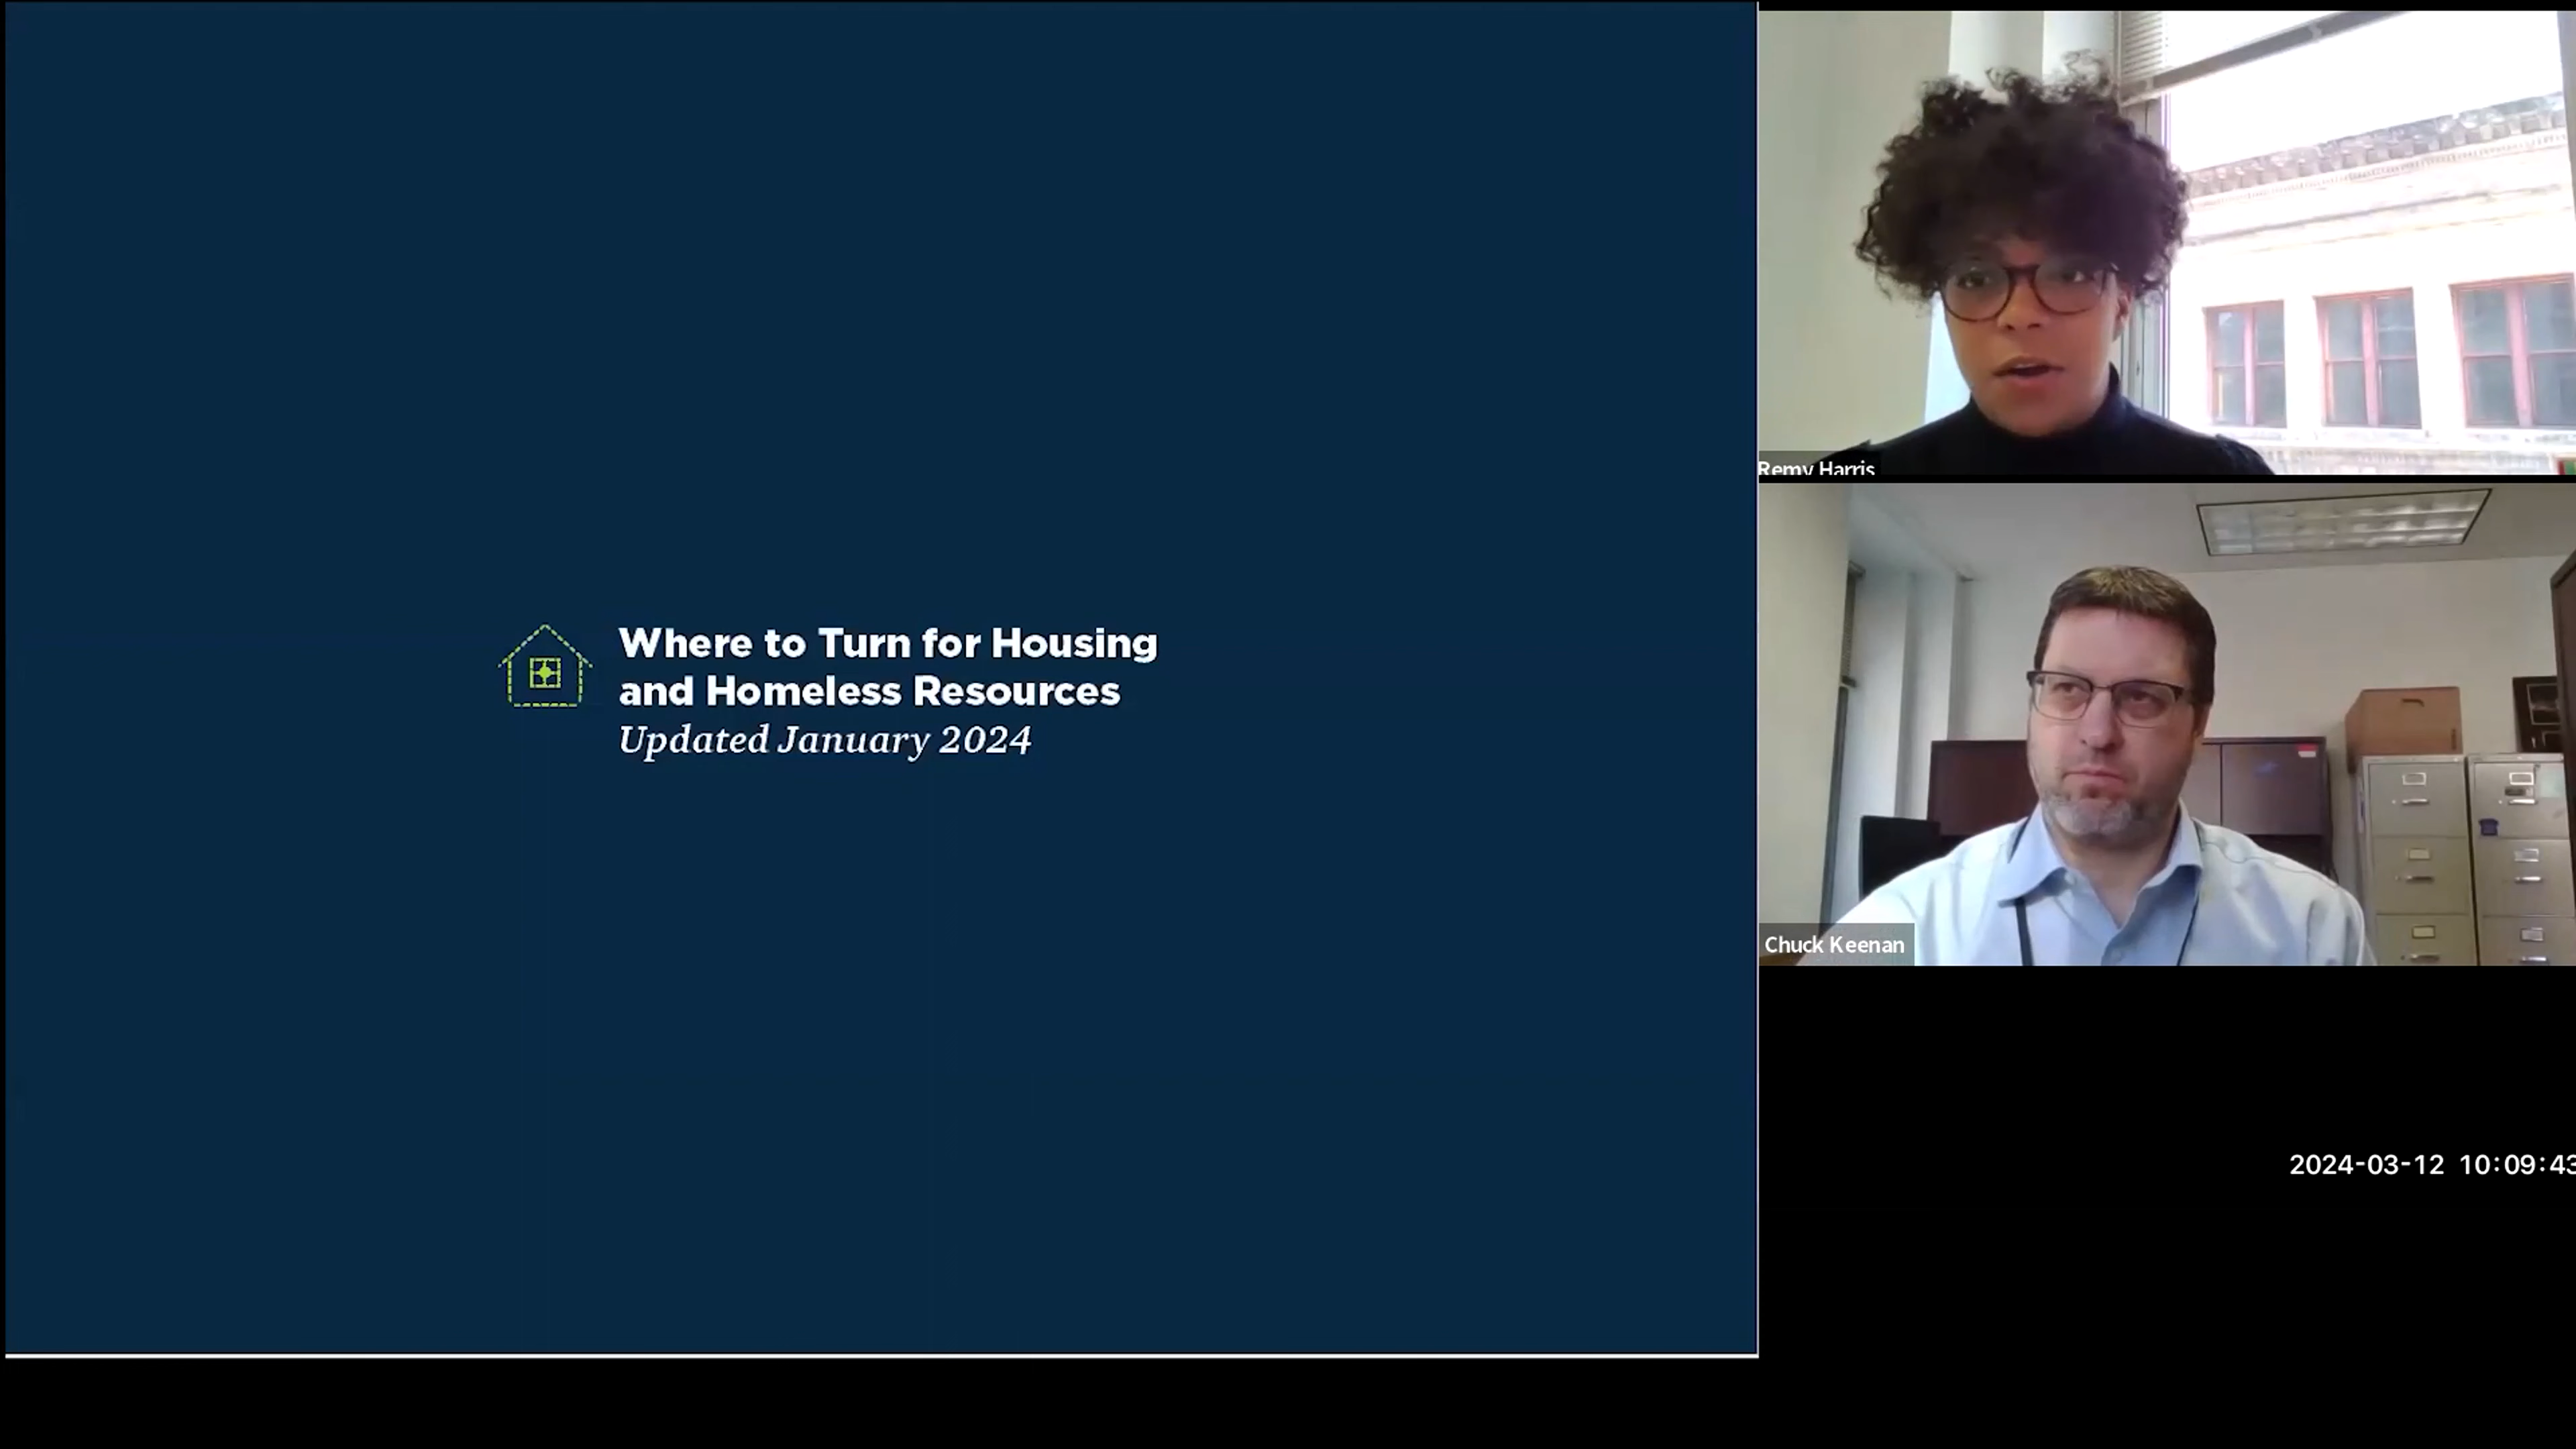 Where to Turn for Housing
and Homeless Resources
Updated January 2024
Remy Harris
Chuck Keenan
2024-03-12 10:09:43